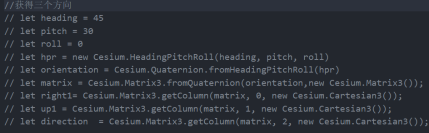 //获得三个方向
// let heading = 45
// let pitch = 30
// let roll = 0
// let hpr = new Cesium.HeadingPitchRoll(heading, pitch, roll)
// let orientation = Cesium.Quaternion.fromHeadingPitchRoll(hpr)
// let matrix = Cesium.Matrix3.fromQuaternion(orientation,new Cesium.Matrix3());
// let right1= Cesium.Matrix3.getColumn(matrix, 0, new Cesium.Cartesian3());
// let up1 = Cesium.Matrix3.getColumn(matrix, 1, new Cesium.Cartesian3());
// let direction  = Cesium.Matrix3.getColumn(matrix, 2, new Cesium.Cartesian3());